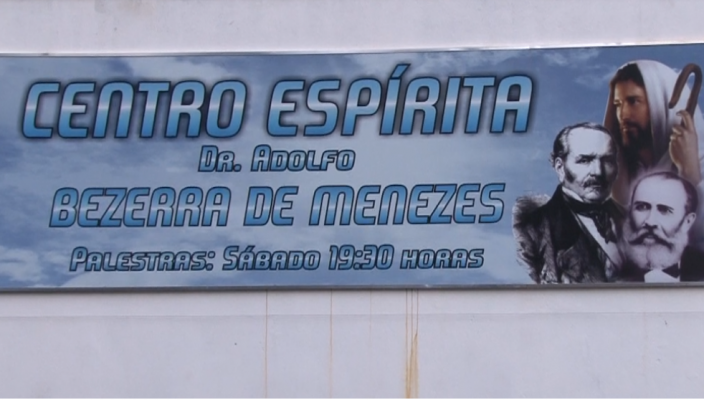 CENTRO ESPÍRITA
DR. ADOLFO
BEZERRA DE MENEZES
PALESTRAS: SÁBADO 19:30 HORAS